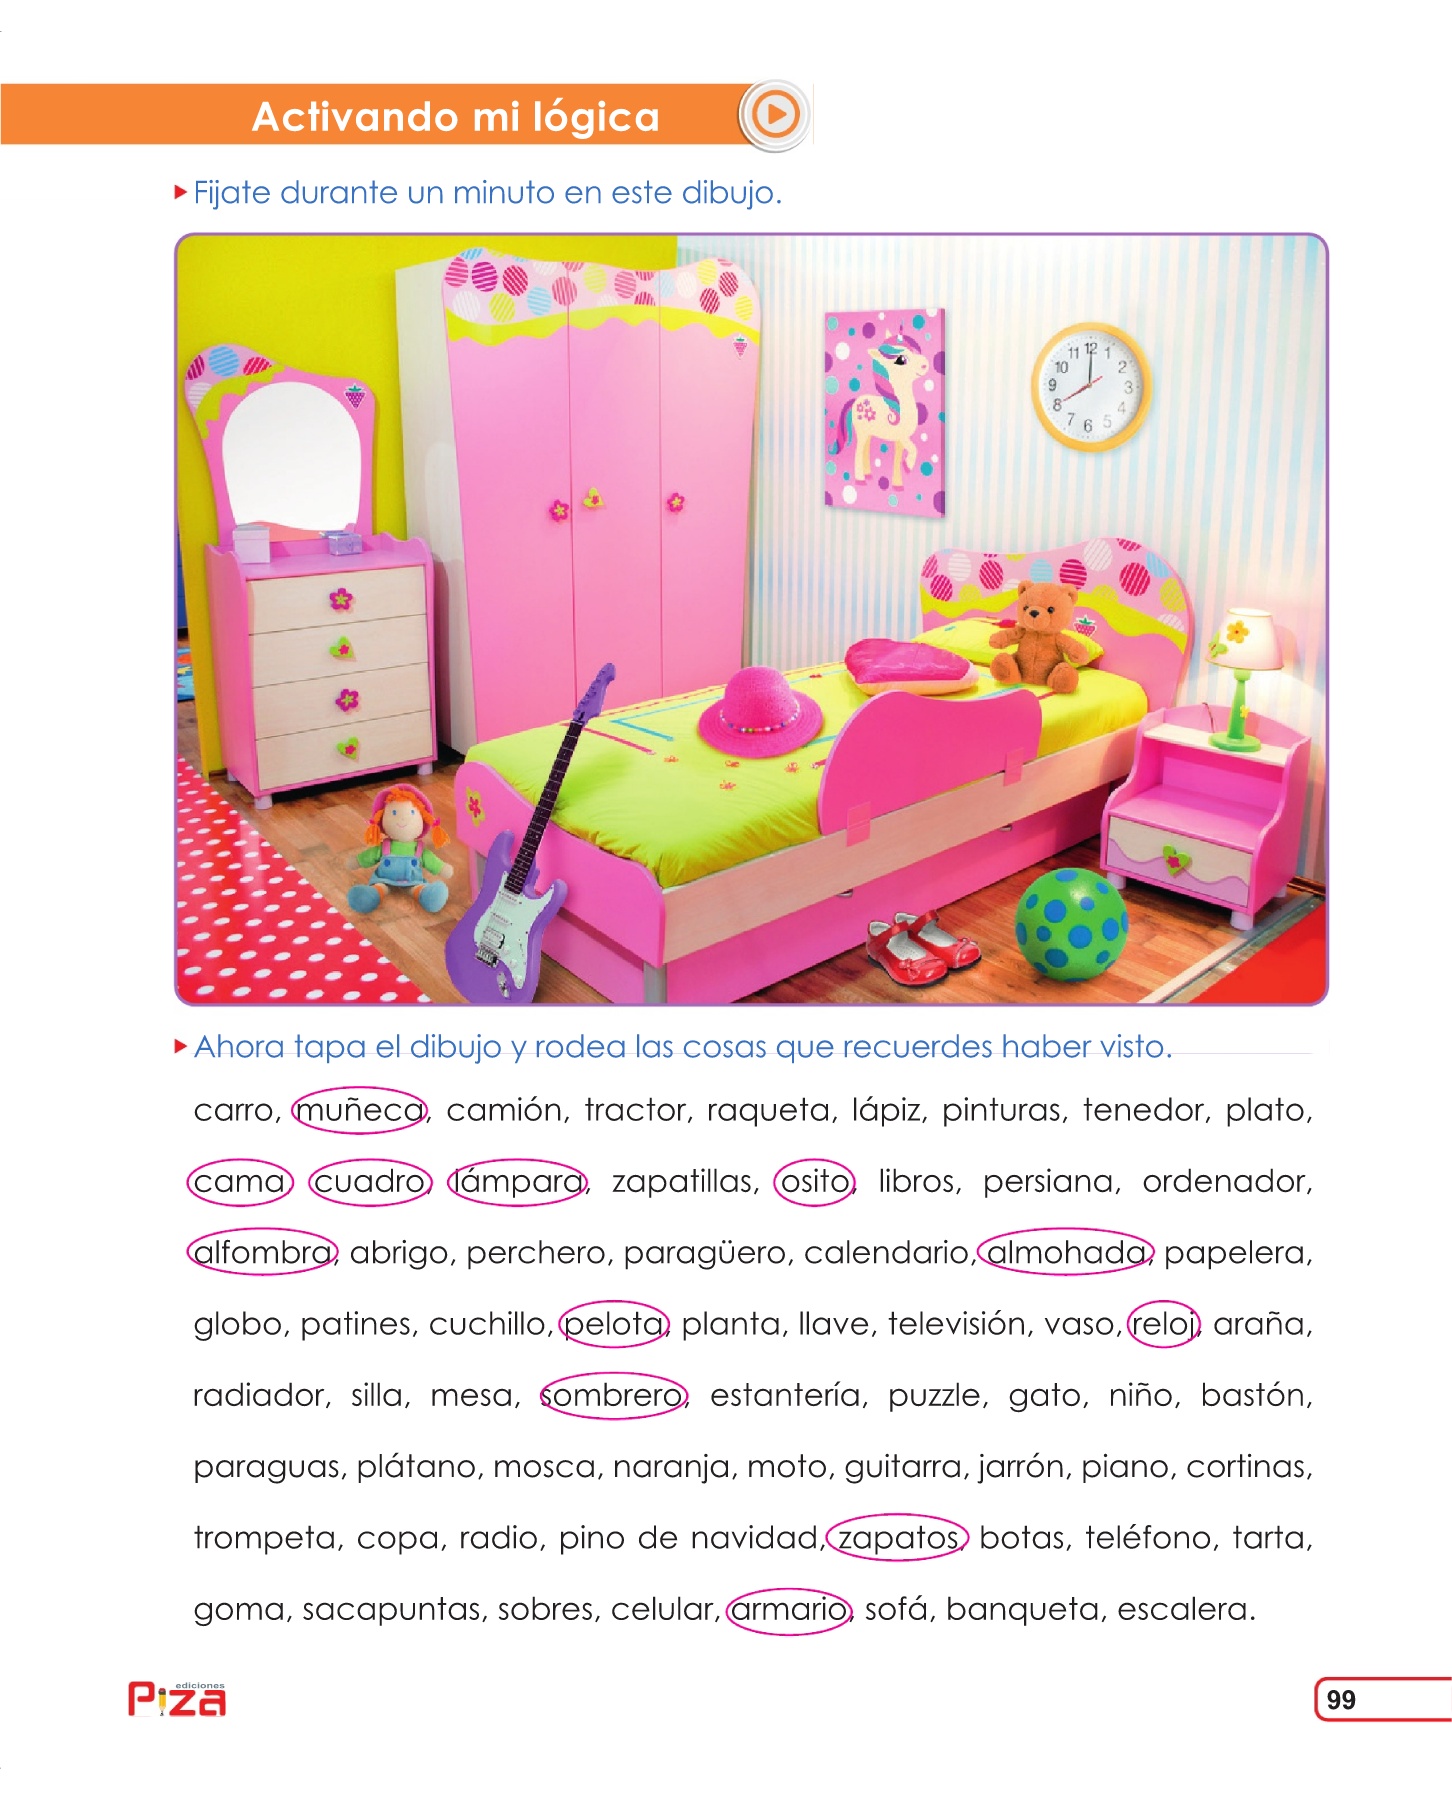 Activando mi lógica
Fijate durante un minuto en este dibujo.
11 12 1
10 2
9 3
8 4
7 6 5
Ahora tapa el dibujo y rodea las cosas que recuerdes haber visto.
carro, muñeca, camión, tractor, raqueta, lápiz, pinturas, tenedor, plato,
cama, cuadro, lámpara, zapatillas, osito, libros, persiana, ordenador,
alfombra, abrigo, perchero, paragüero, calendario, almohada, papelera,
globo, patines, cuchillo, pelota, planta, llave, televisión, vaso, reloj, araña,
radiador, silla, mesa, sombrero, estantería, puzzle, gato, niño, bastón,
paraguas, plátano, mosca, naranja, moto, guitarra, jarrón, piano, cortinas,
trompeta, copa, radio, pino de navidad, zapatos, botas, teléfono, tarta,
goma, sacapuntas, sobres, celular, armario, sofá, banqueta, escalera.
ediciones
Piza
99